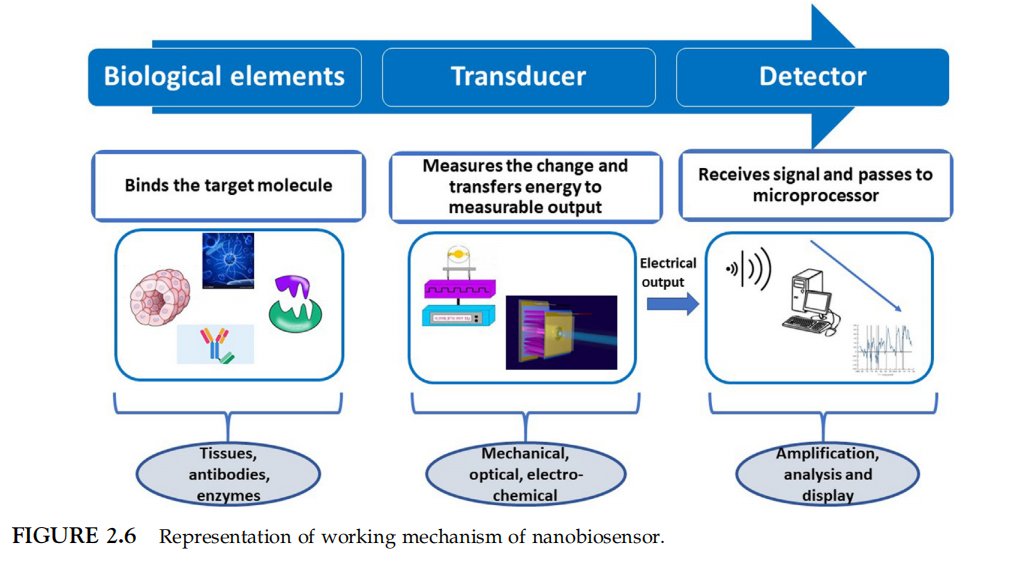 Biological elements
Transducer
Detector
Binds the target molecule
Measures the change and
transfers energy to
measurable output
Receives signal and passes to
microprocessor
Electrical
output
Tissues,
antibodies,
enzymes
Mechanical,
optical, electro-
chemical
Amplification,
analysis and
display
FIGURE 2.6 Representation of working mechanism of nanobiosensor.